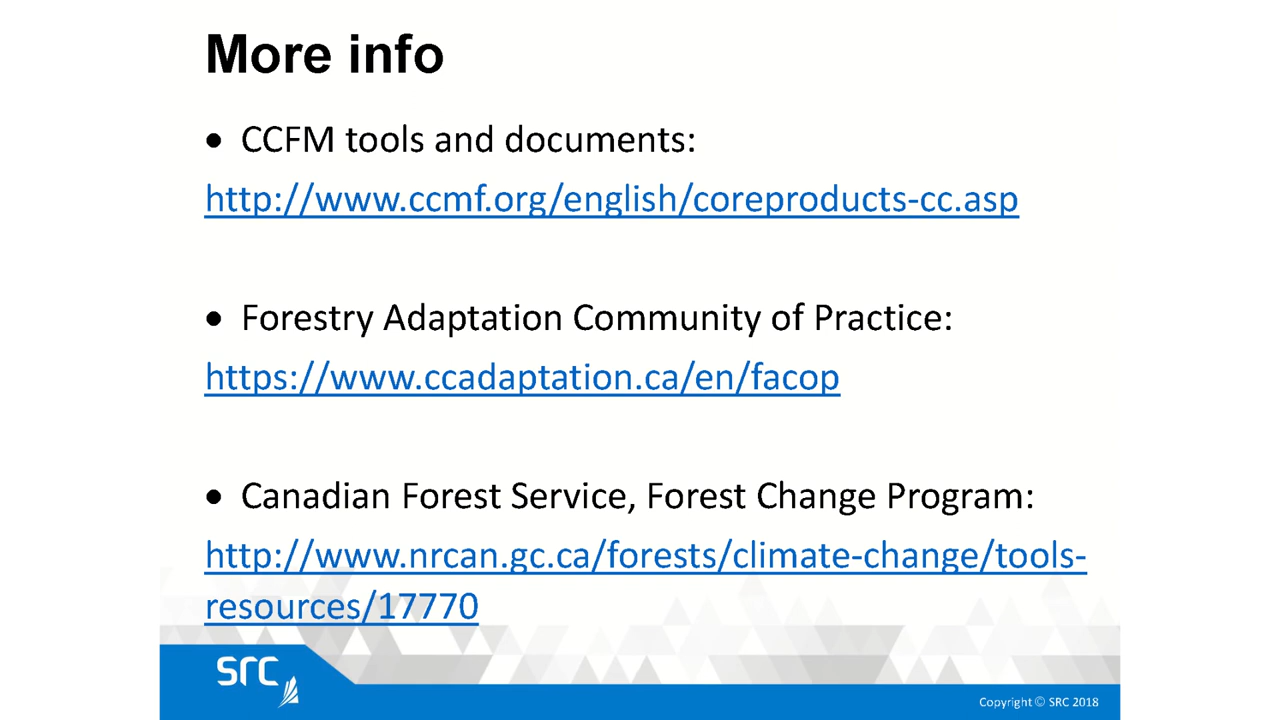 More info
• CCFM tools and documents:
http://www.ccmf.org/english/coreproducts-cc.asp
• Forestry Adaptation Community of Practice:
https://www.ccadaptation.ca/en/facop
• Canadian Forest Service, Forest Change Program:
http://www.nrcan.gc.ca/forests/climate-change/tools-
resources/17770
src
Copyright © SRC 2018